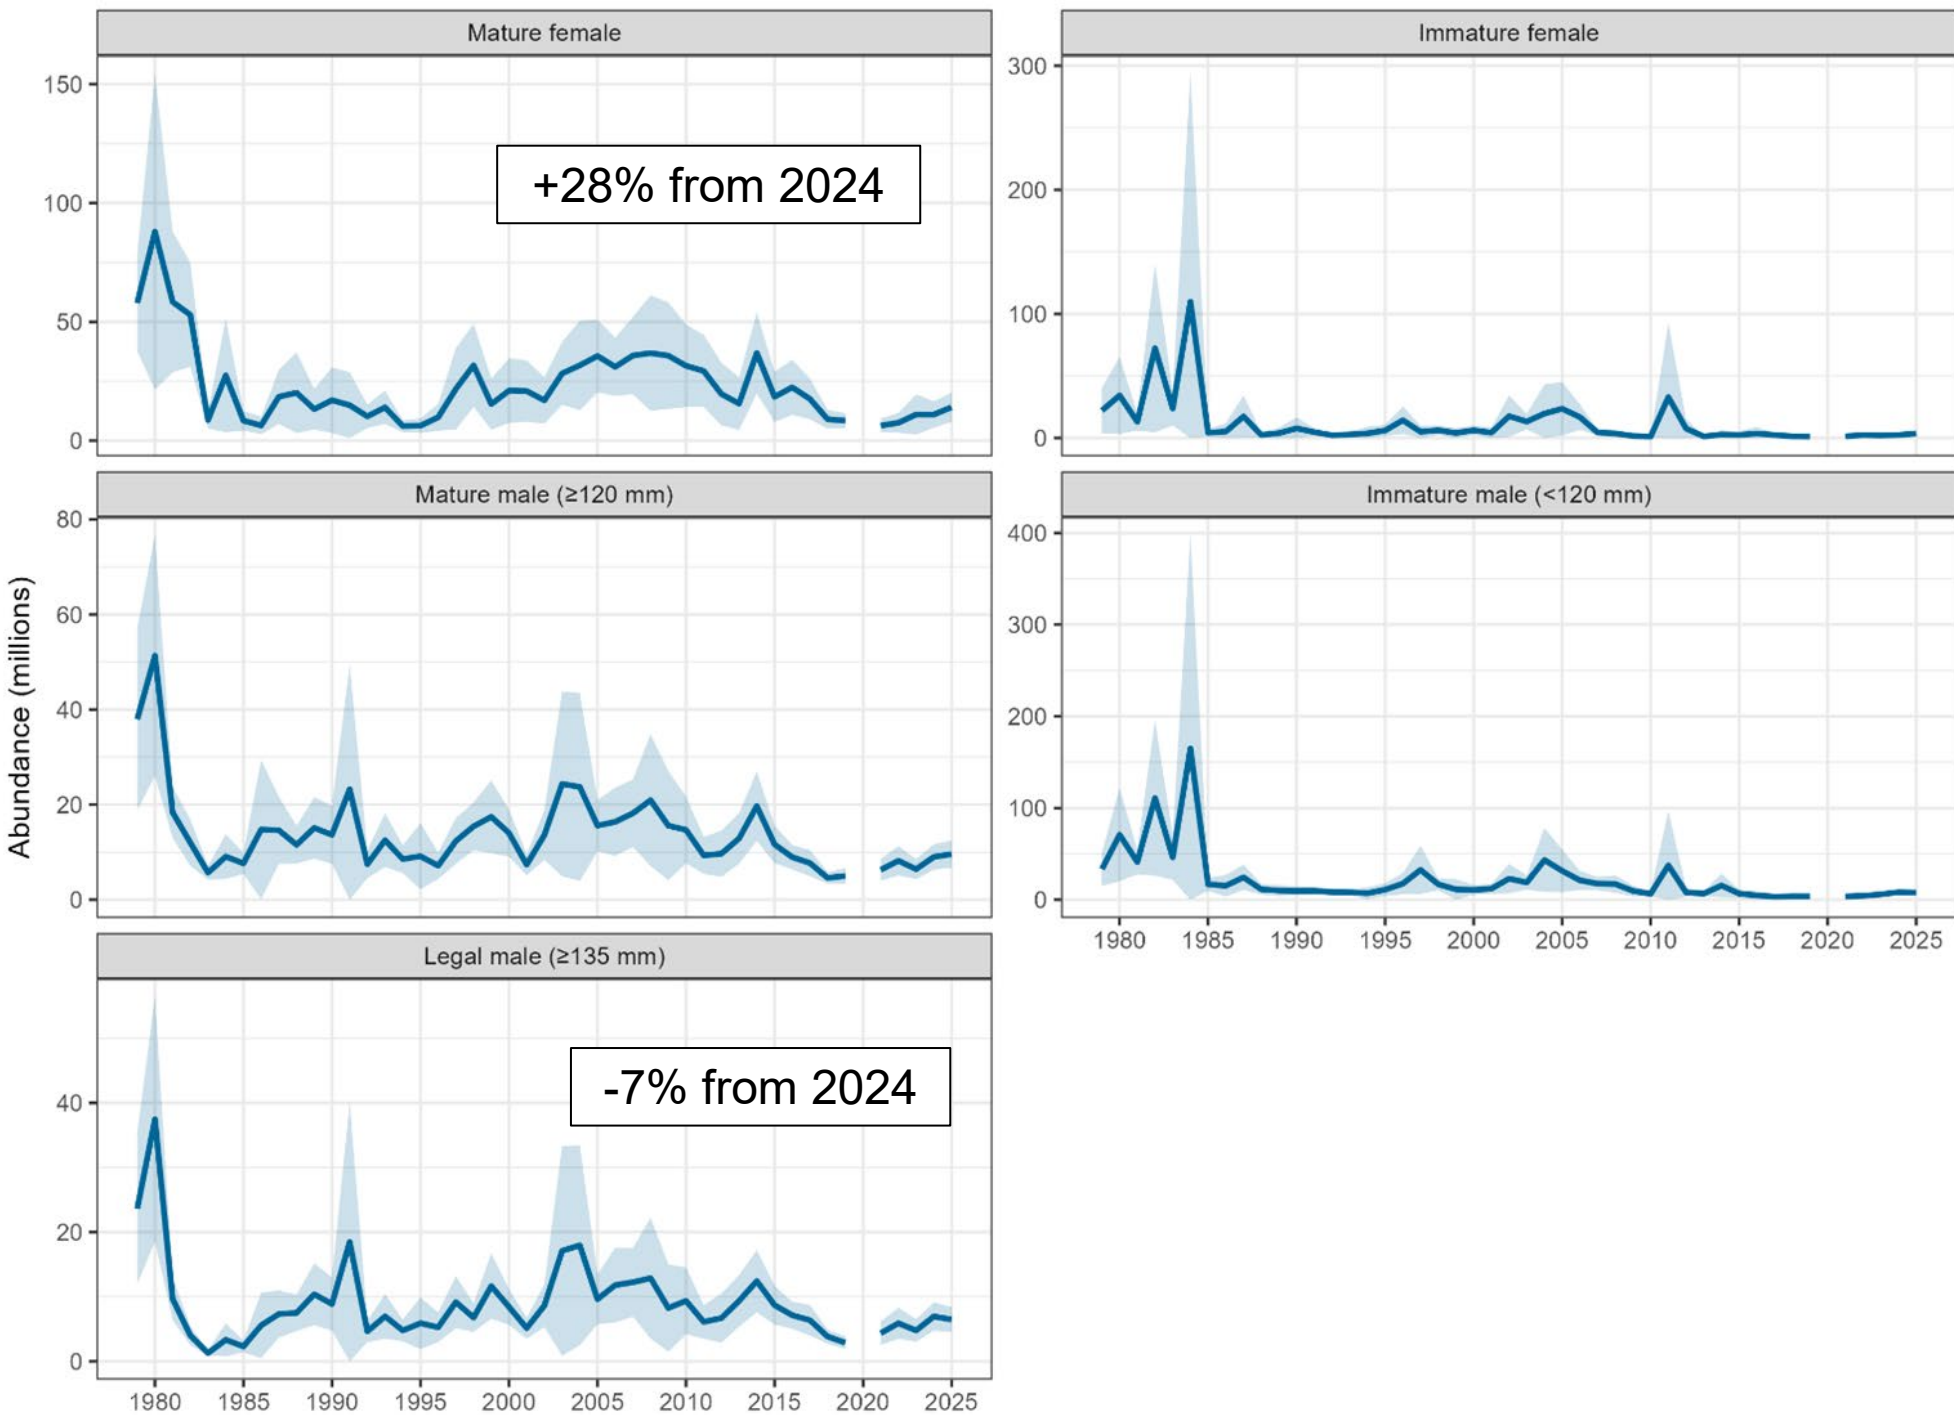 Abundance (millions)
Mature female
150
100
50
0
+28% from 2024
Immature female
300
200
100
0
Mature male (≥120 mm)
80
60
40
20
0
Immature male (<120 mm)
400
300
200
100
0
1980 1985 1990 1995 2000 2005 2010 2015 2020 2025
Legal male (≥135 mm)
40
20
0
-7% from 2024
1980 1985 1990 1995 2000 2005 2010 2015 2020 2025